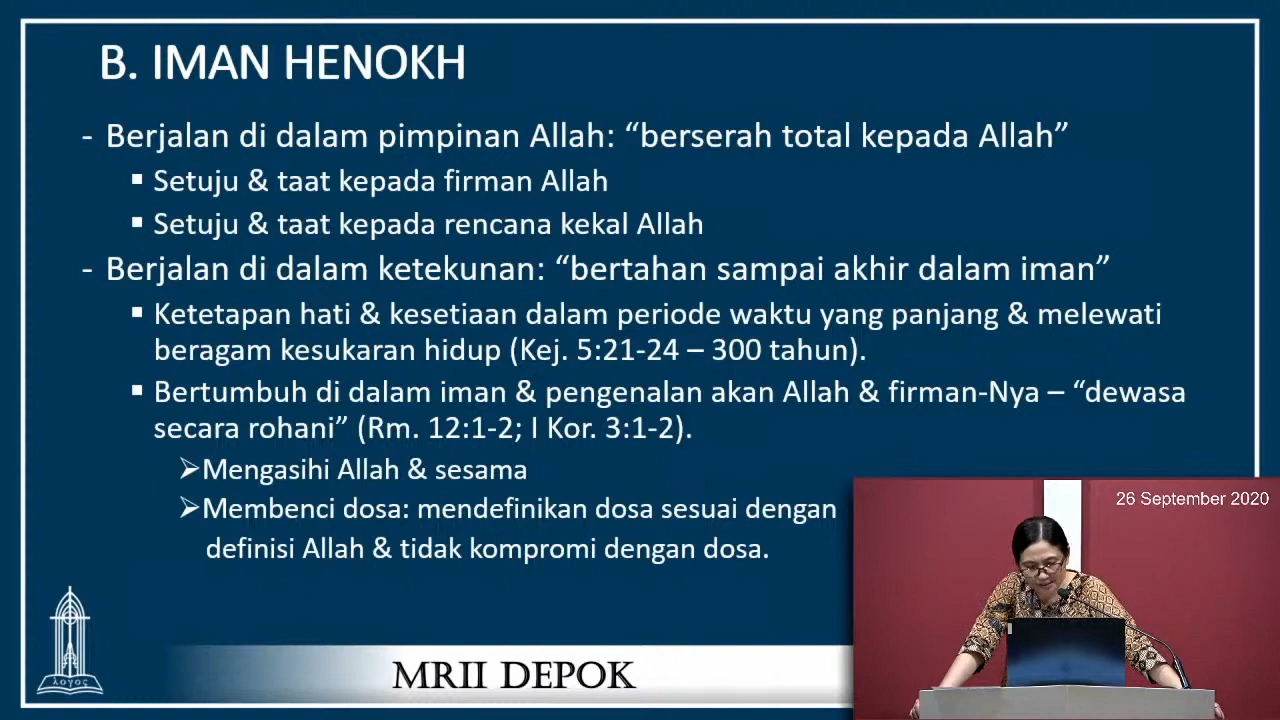 B. IMAN HENOKH
- Berjalan di dalam pimpinan Allah: “berserah total kepada Allah”
▪ Setuju & taat kepada firman Allah
▪ Setuju & taat kepada rencana kekal Allah
- Berjalan di dalam ketekunan: “bertahan sampai akhir dalam iman”
▪ Ketetapan hati & kesetiaan dalam periode waktu yang panjang & melewati
beragam kesukaran hidup (Kej. 5:21-24 – 300 tahun).
▪ Bertumbuh di dalam iman & pengenalan akan Allah & firman-Nya – “dewasa
secara rohani” (Rm. 12:1-2; I Kor. 3:1-2).
➢Mengasihi Allah & sesama
➢Membenci dosa: mendefinikan dosa sesuai dengan
definisi Allah & tidak kompromi dengan dosa.
26 September 2020
λογος
MRII DEPOK